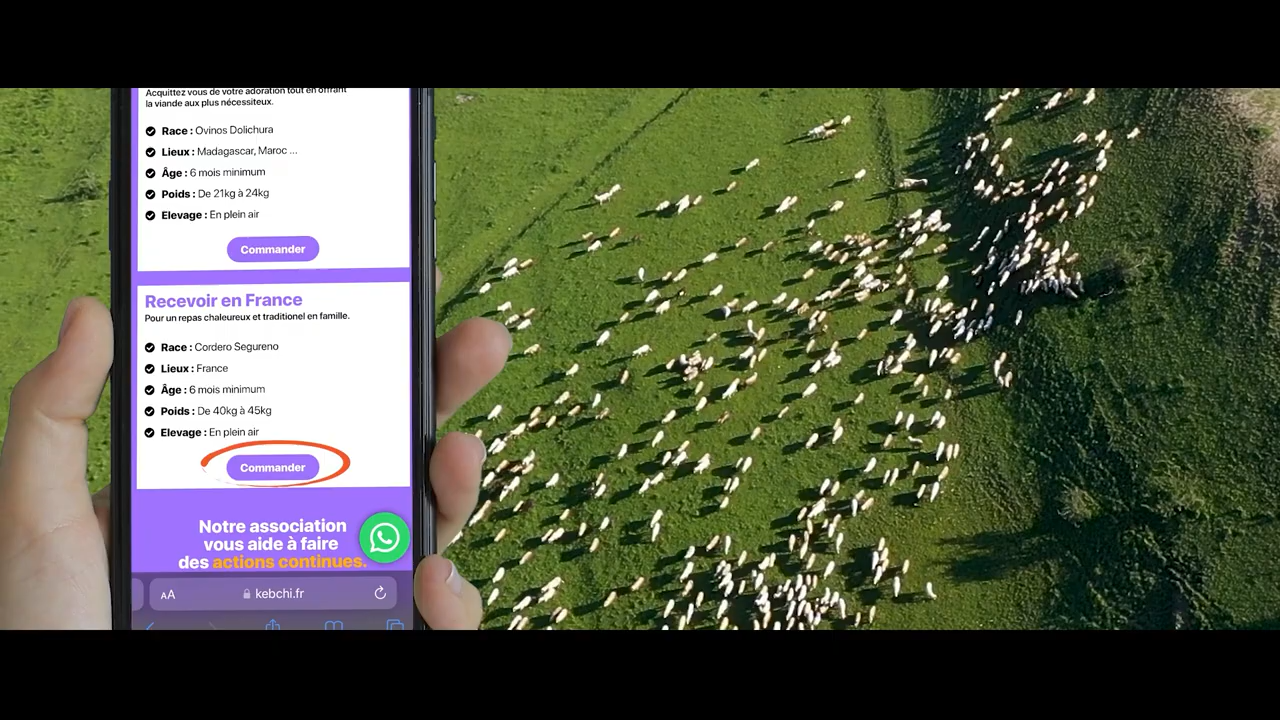 Acquittez vous de votre adoration tout en offrant
la viande aux plus nécessiteux.
Race : Ovinos Dolichura
Lieux : Madagascar, Maroc ...
Âge : 6 mois minimum
Poids : De 21kg à 24kg
Elevage : En plein air
Commander
Recevoir en France
Pour un repas chaleureux et traditionel en famille.
Race : Cordero Segureno
Lieux : France
Âge : 6 mois minimum
Poids : De 40kg à 45kg
Elevage : En plein air
Commander
Notre association
vous aide à faire
des actions continues.
AA kebchi.fr